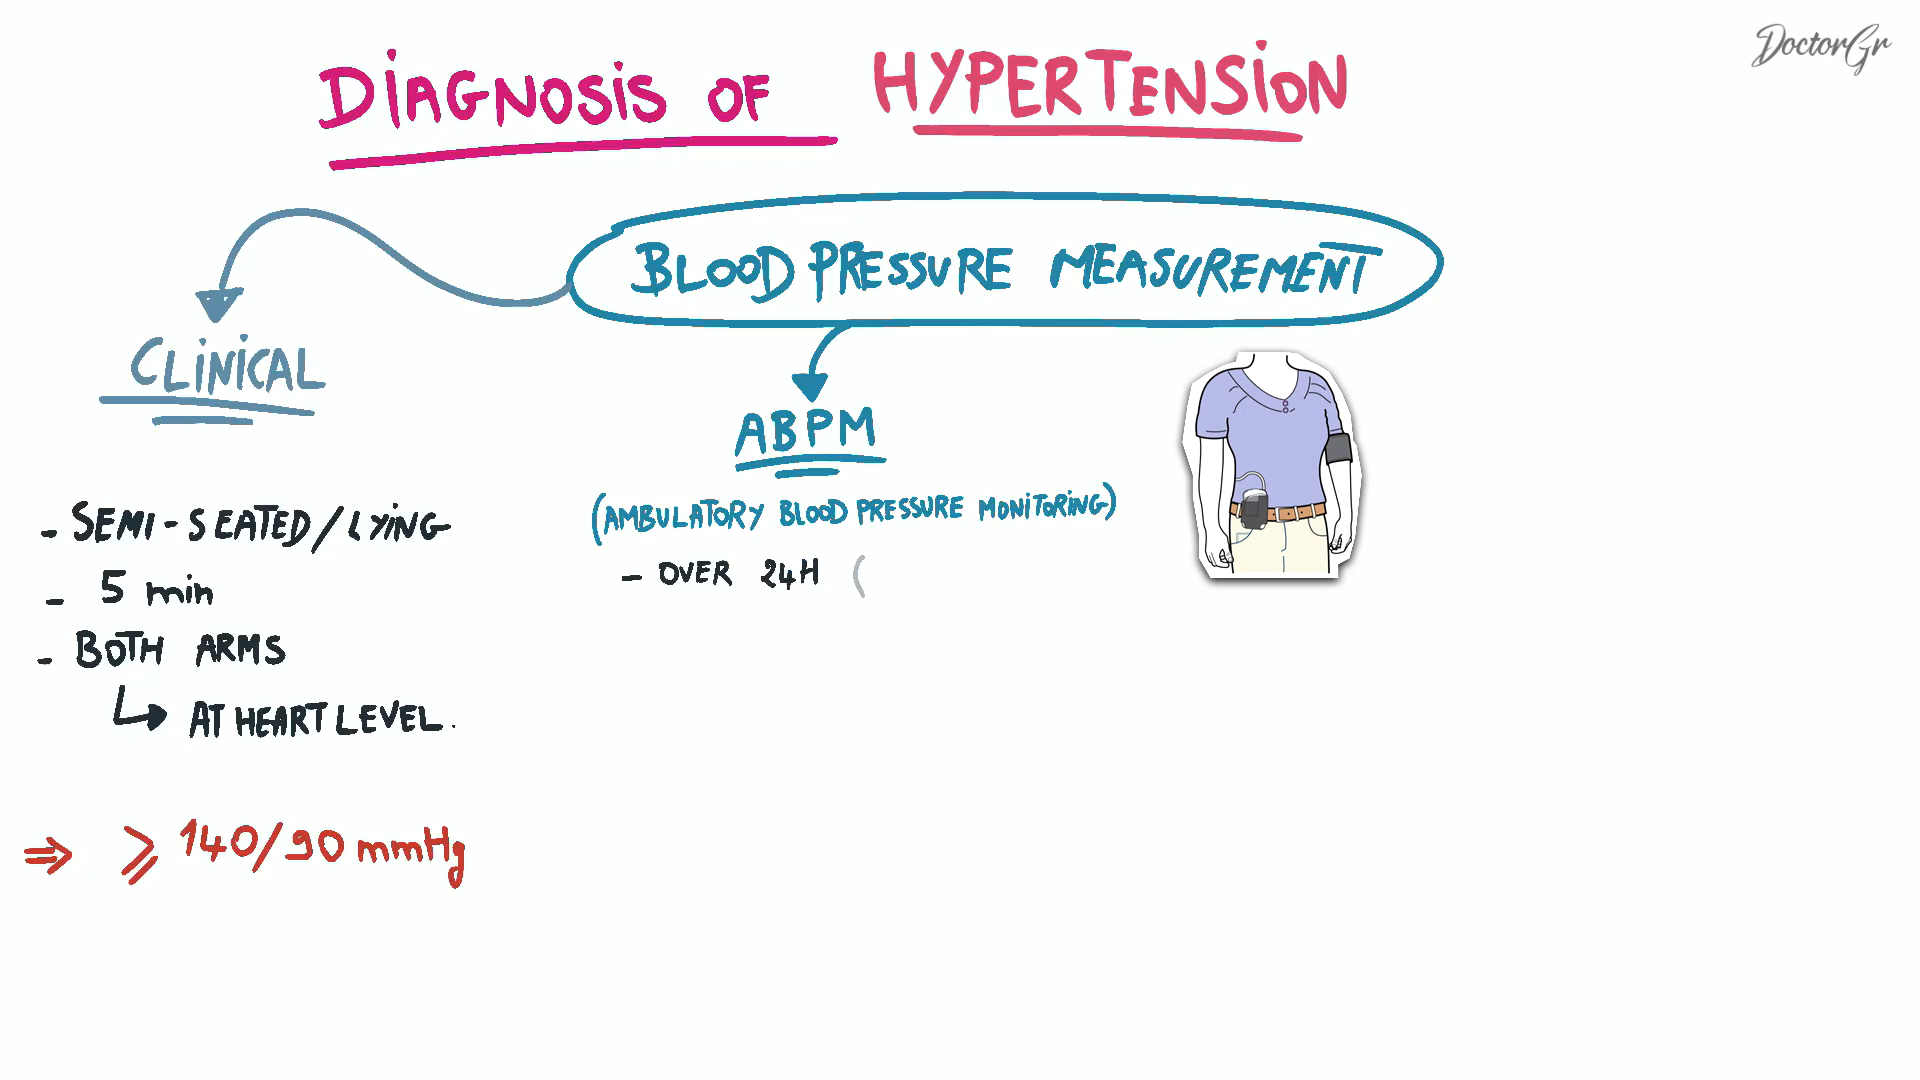 DoctorGr
DIAGNOSIS OF HYPERTENSION
BLOOD PRESSURE MEASUREMENT
CLINICAL
- SEMI-SEATED/LYING
- 5 min
- BOTH ARMS
↳ AT HEART LEVEL.
⇒ ⩾ 140/90 mmHg
ABPM
(AMBULATORY BLOOD PRESSURE MONITORING)
- OVER 24H (